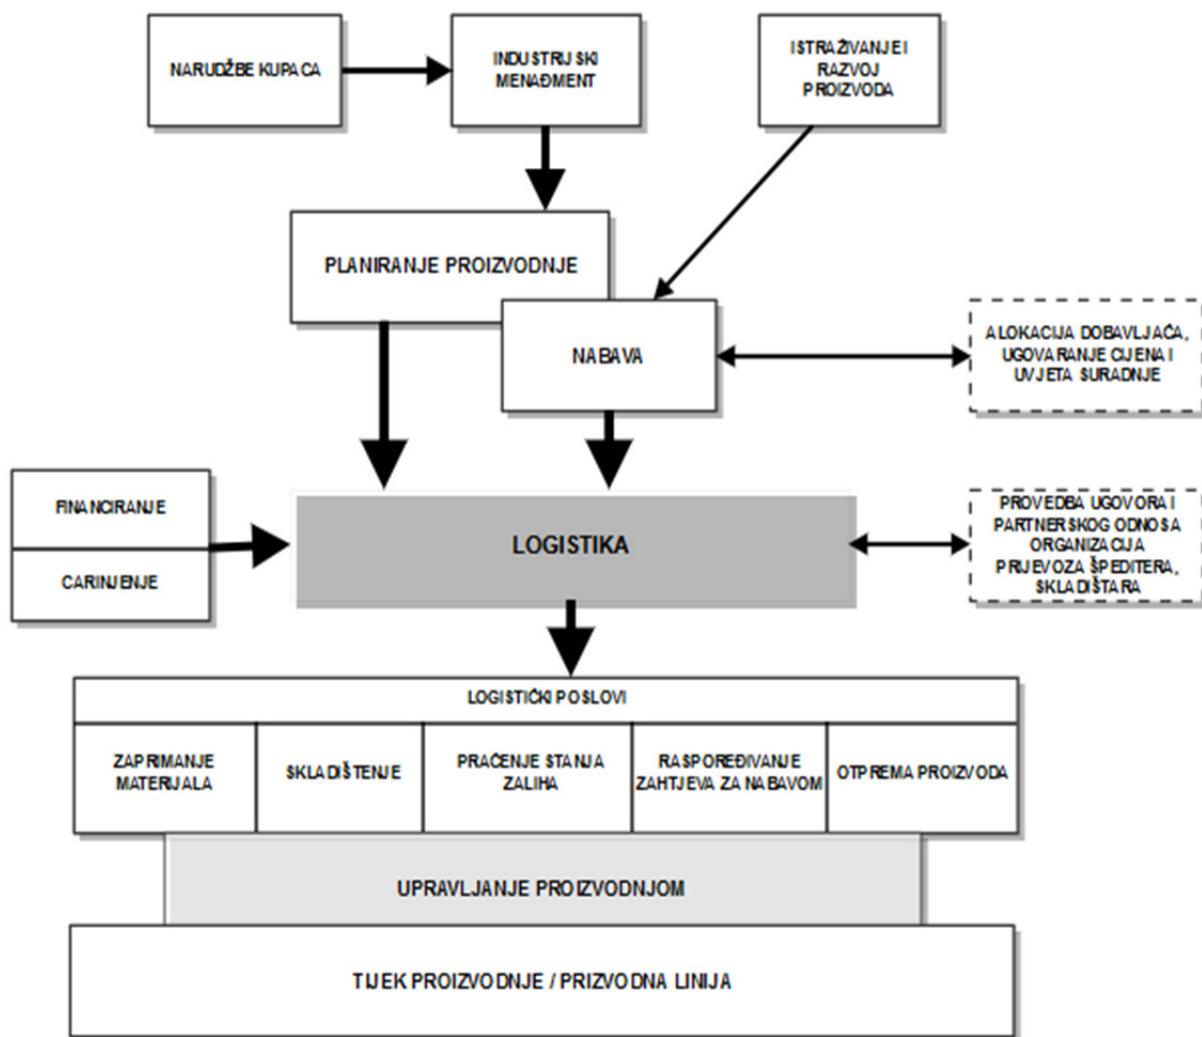 NARUDŽBE KUPACA
INDUSTRIJSKI
MENAĐMENT
ISTRAŽIVANJE I
RAZVOJ
PROIZVODA
PLANIRANJE PROIZVODNJE
NABAVA
ALOKACIJA DOBAVLJAČA,
UGOVARANJE CIJENA I
UVJETA SURADNJE
FINANCIRANJE
CARINJENJE
LOGISTIKA
PROVEDBA UGOVORA I
PARTNERSKOG ODNOSA
ORGANIZACIJA
PRIJEVOZA ŠPEDITERA,
SKLADIŠTARA
LOGISTIČKI POSLOVI
ZAPRIMANJE
MATERIJALA
SKLADIŠTENJE
PRAČENJE STANJA
ZALIHA
RASPOREĐIVANJE
ZAHTJEVA ZA NABAVOM
OTPREMA PROIZVODA
UPRAVLJANJE PROIZVODNJOM
TIJEK PROIZVODNJE / PRIZVODNA LINIJA